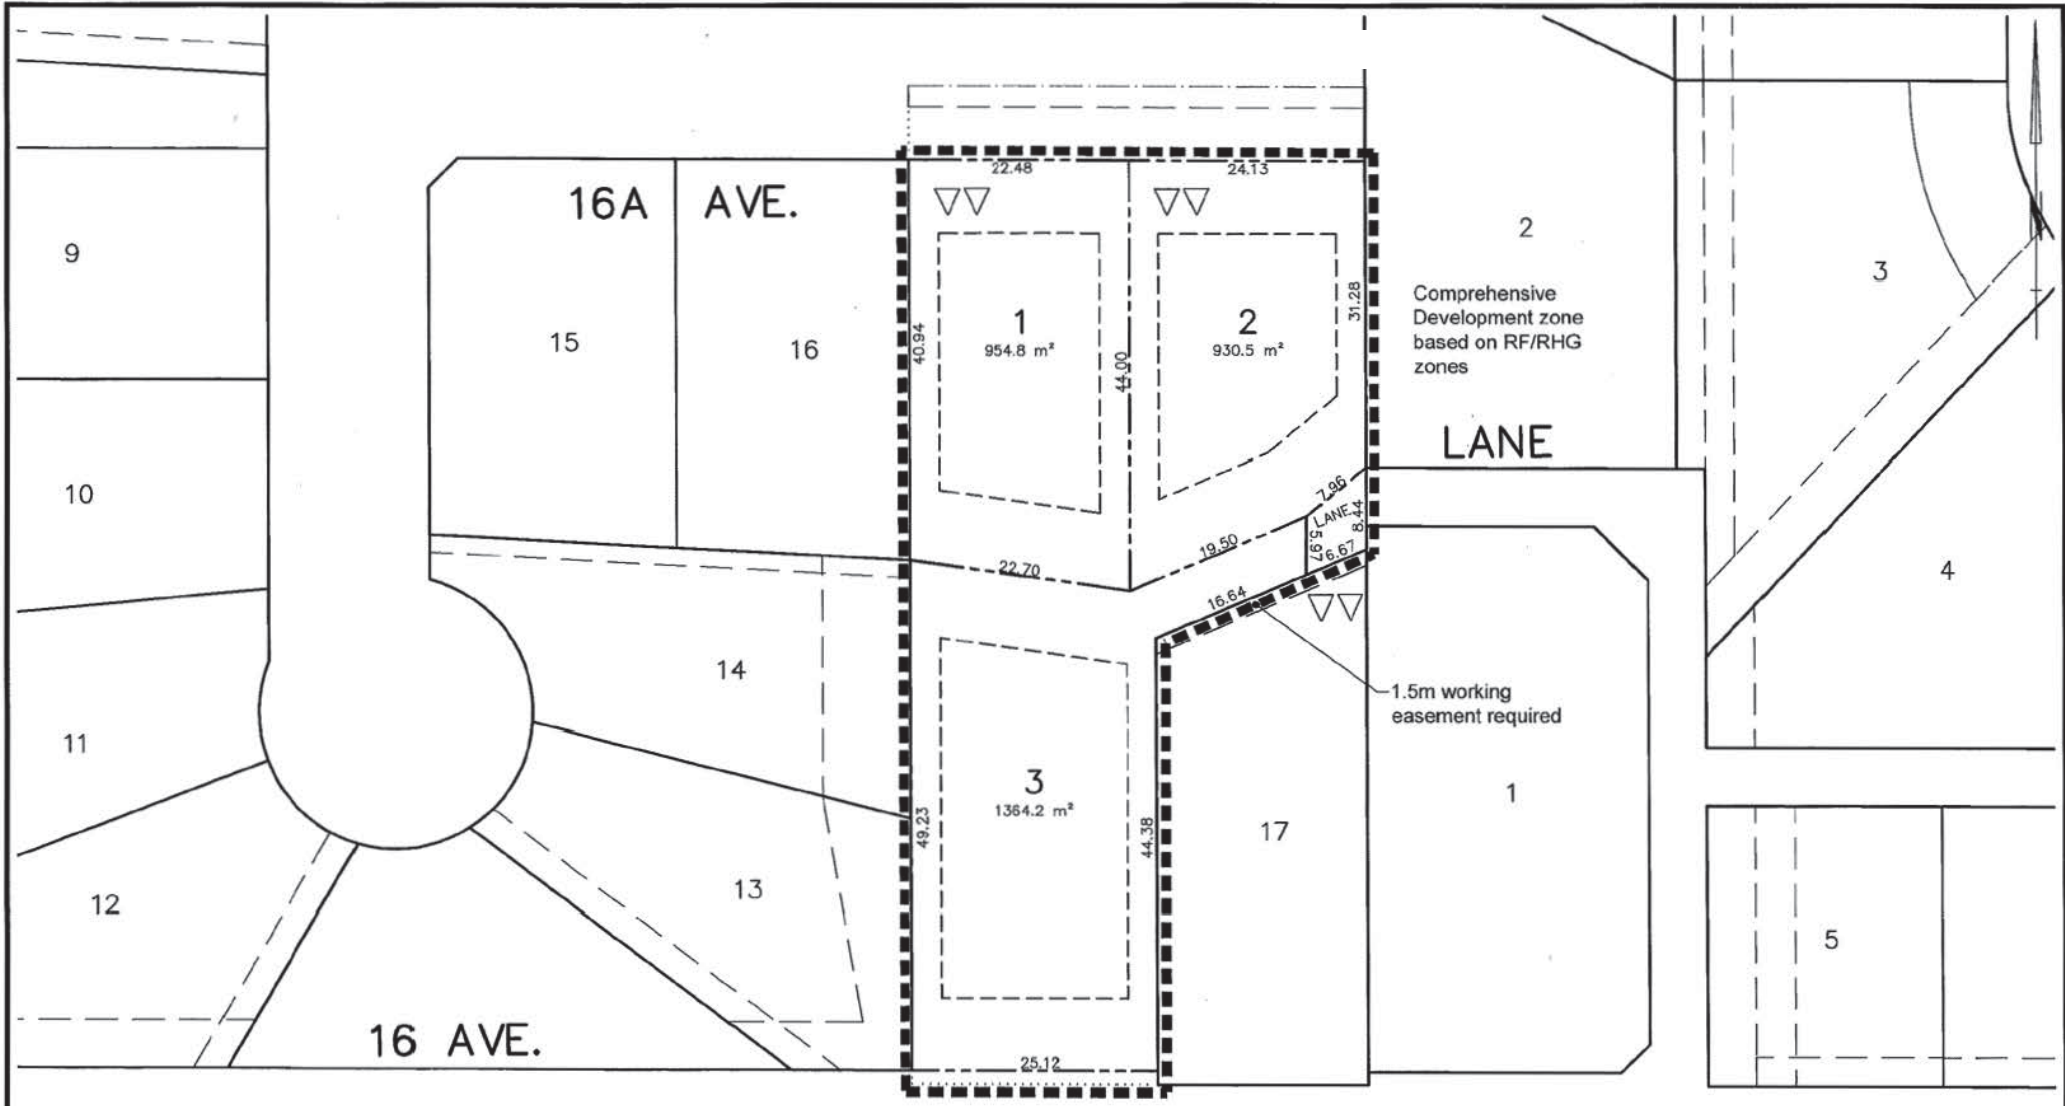 22.48
24.13
16A AVE.
9
15
16
40.94
1
954.8 m²
44.00
2
930.5 m²
31.28
2
Comprehensive
Development zone
based on RF/RHG
zones
3
LANE
10
7.96
LANE
8.44
5.97
6.67
19.50
22.70
16.64
4
14
1.5m working
easement required
11
3
1364.2 m²
49.23
44.38
17
1
13
12
5
16 AVE.
25.12